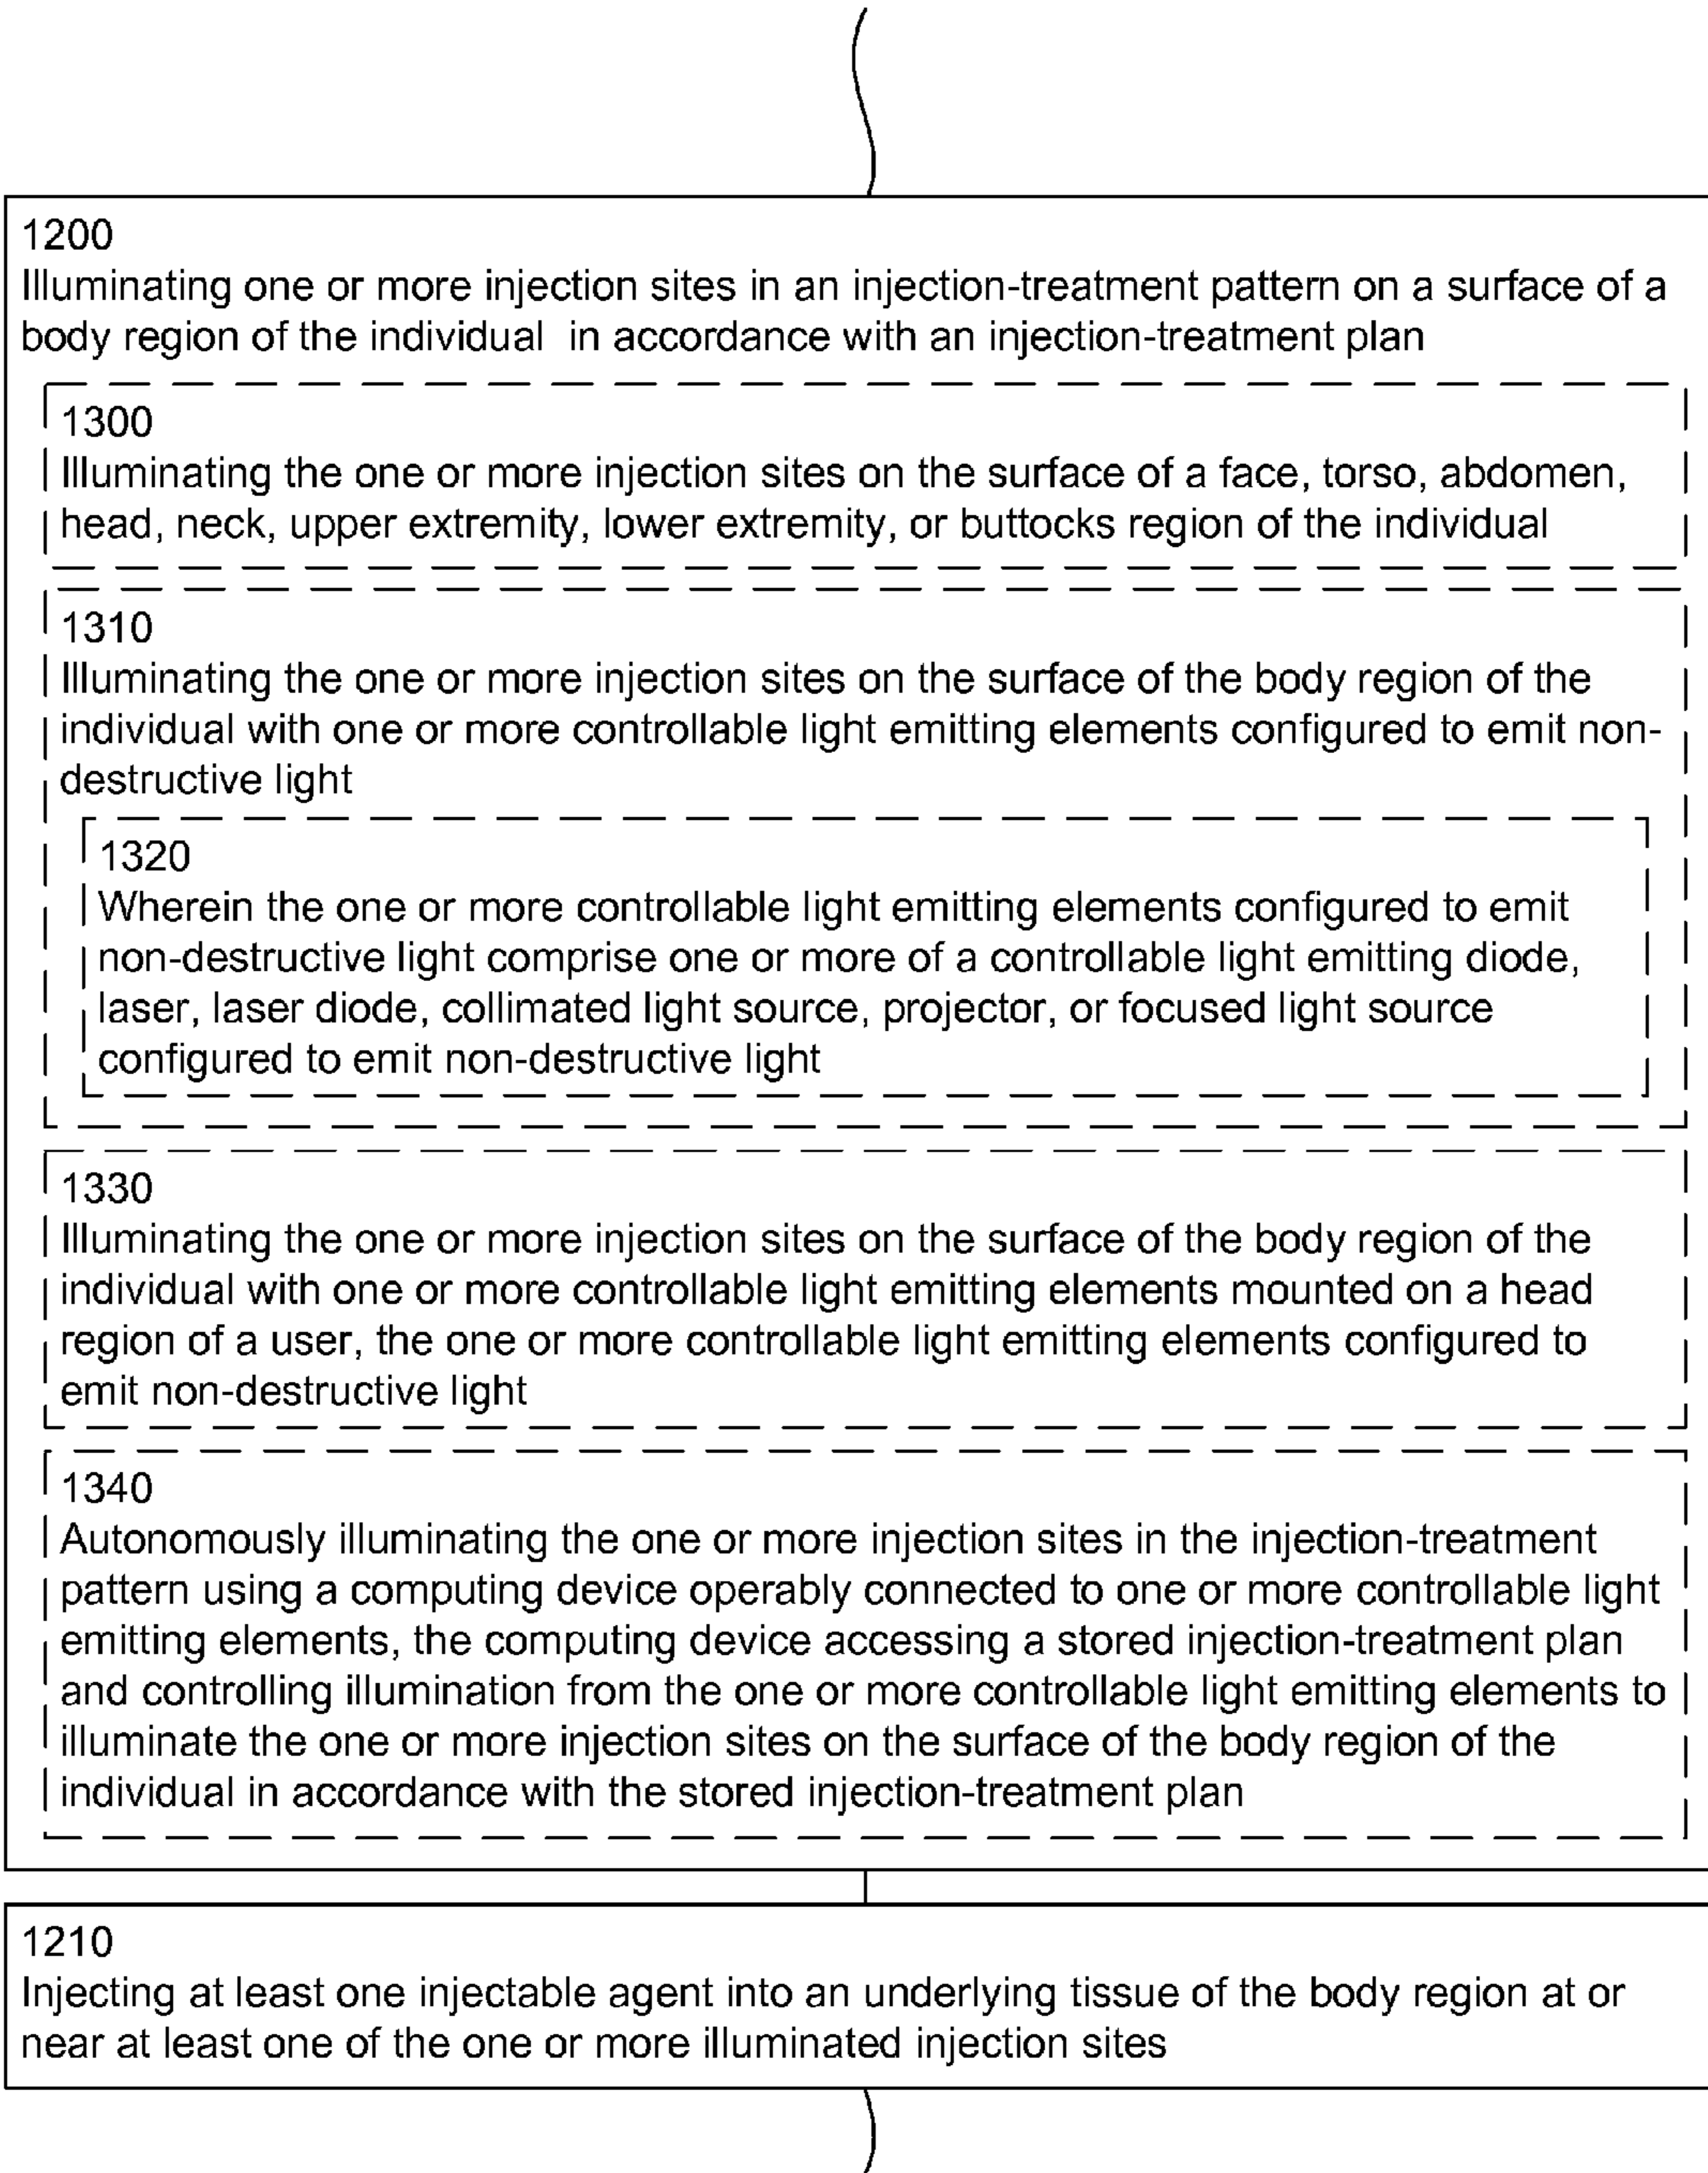 1200
Illuminating one or more injection sites in an injection-treatment pattern on a surface of a
body region of the individual  in accordance with an injection-treatment plan
1300
Illuminating the one or more injection sites on the surface of a face, torso, abdomen,
head, neck, upper extremity, lower extremity, or buttocks region of the individual
1310
Illuminating the one or more injection sites on the surface of the body region of the
individual with one or more controllable light emitting elements configured to emit non-
destructive light
1320
Wherein the one or more controllable light emitting elements configured to emit
non-destructive light comprise one or more of a controllable light emitting diode,
laser, laser diode, collimated light source, projector, or focused light source
configured to emit non-destructive light
1330
Illuminating the one or more injection sites on the surface of the body region of the
individual with one or more controllable light emitting elements mounted on a head
region of a user, the one or more controllable light emitting elements configured to
emit non-destructive light
1340
Autonomously illuminating the one or more injection sites in the injection-treatment
pattern using a computing device operably connected to one or more controllable light
emitting elements, the computing device accessing a stored injection-treatment plan
and controlling illumination from the one or more controllable light emitting elements to
illuminate the one or more injection sites on the surface of the body region of the
individual in accordance with the stored injection-treatment plan
1210
Injecting at least one injectable agent into an underlying tissue of the body region at or
near at least one of the one or more illuminated injection sites